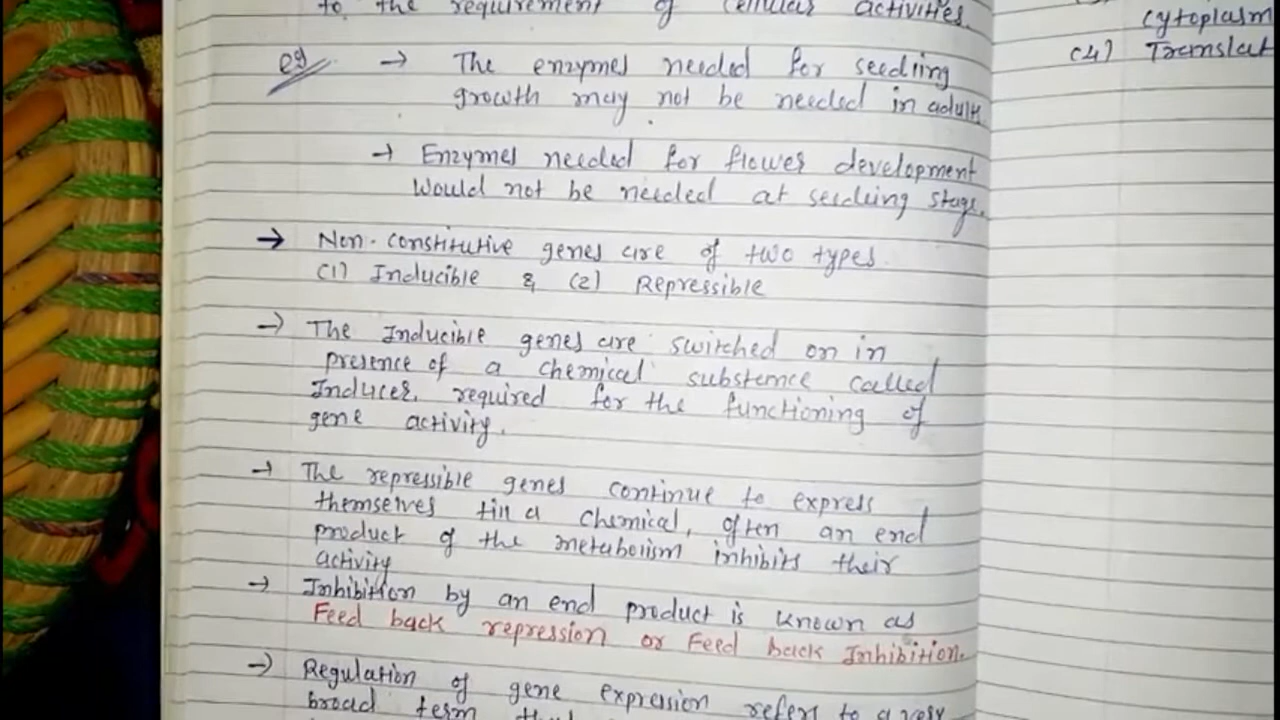 to the requirement of cellular activities.
eg → The enzymes needed for seedling
growth may not be needed in adult.
→ Enzymes needed for flower development
Would not be needed at seedling stage.
→ Non-constitutive genes are of two types.
(1) Inducible & (2) Repressible
→ The Inducible genes are switched on in
presence of a chemical substance called
Inducer, required for the functioning of
gene activity.
→ The repressible genes continue to express
themselves till a chemical, often an end
product of the metabolism inhibits their
activity
→ Inhibition by an end product is known as
Feed back repression or Feed back Inhibition.
→ Regulation of gene expression refers to a very
broad term
Cytoplasm
(4) Translat